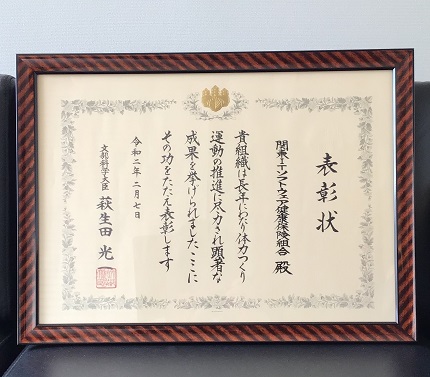 表彰状
関東ITソフトウェア健康保険組合 殿
貴組織は長年にわたり体力つくり
運動の推進に尽力され顕著な
成果を挙げられました ここに
その功をたたえ表彰します
令和二年二月七日
文部科学大臣 萩生田 光